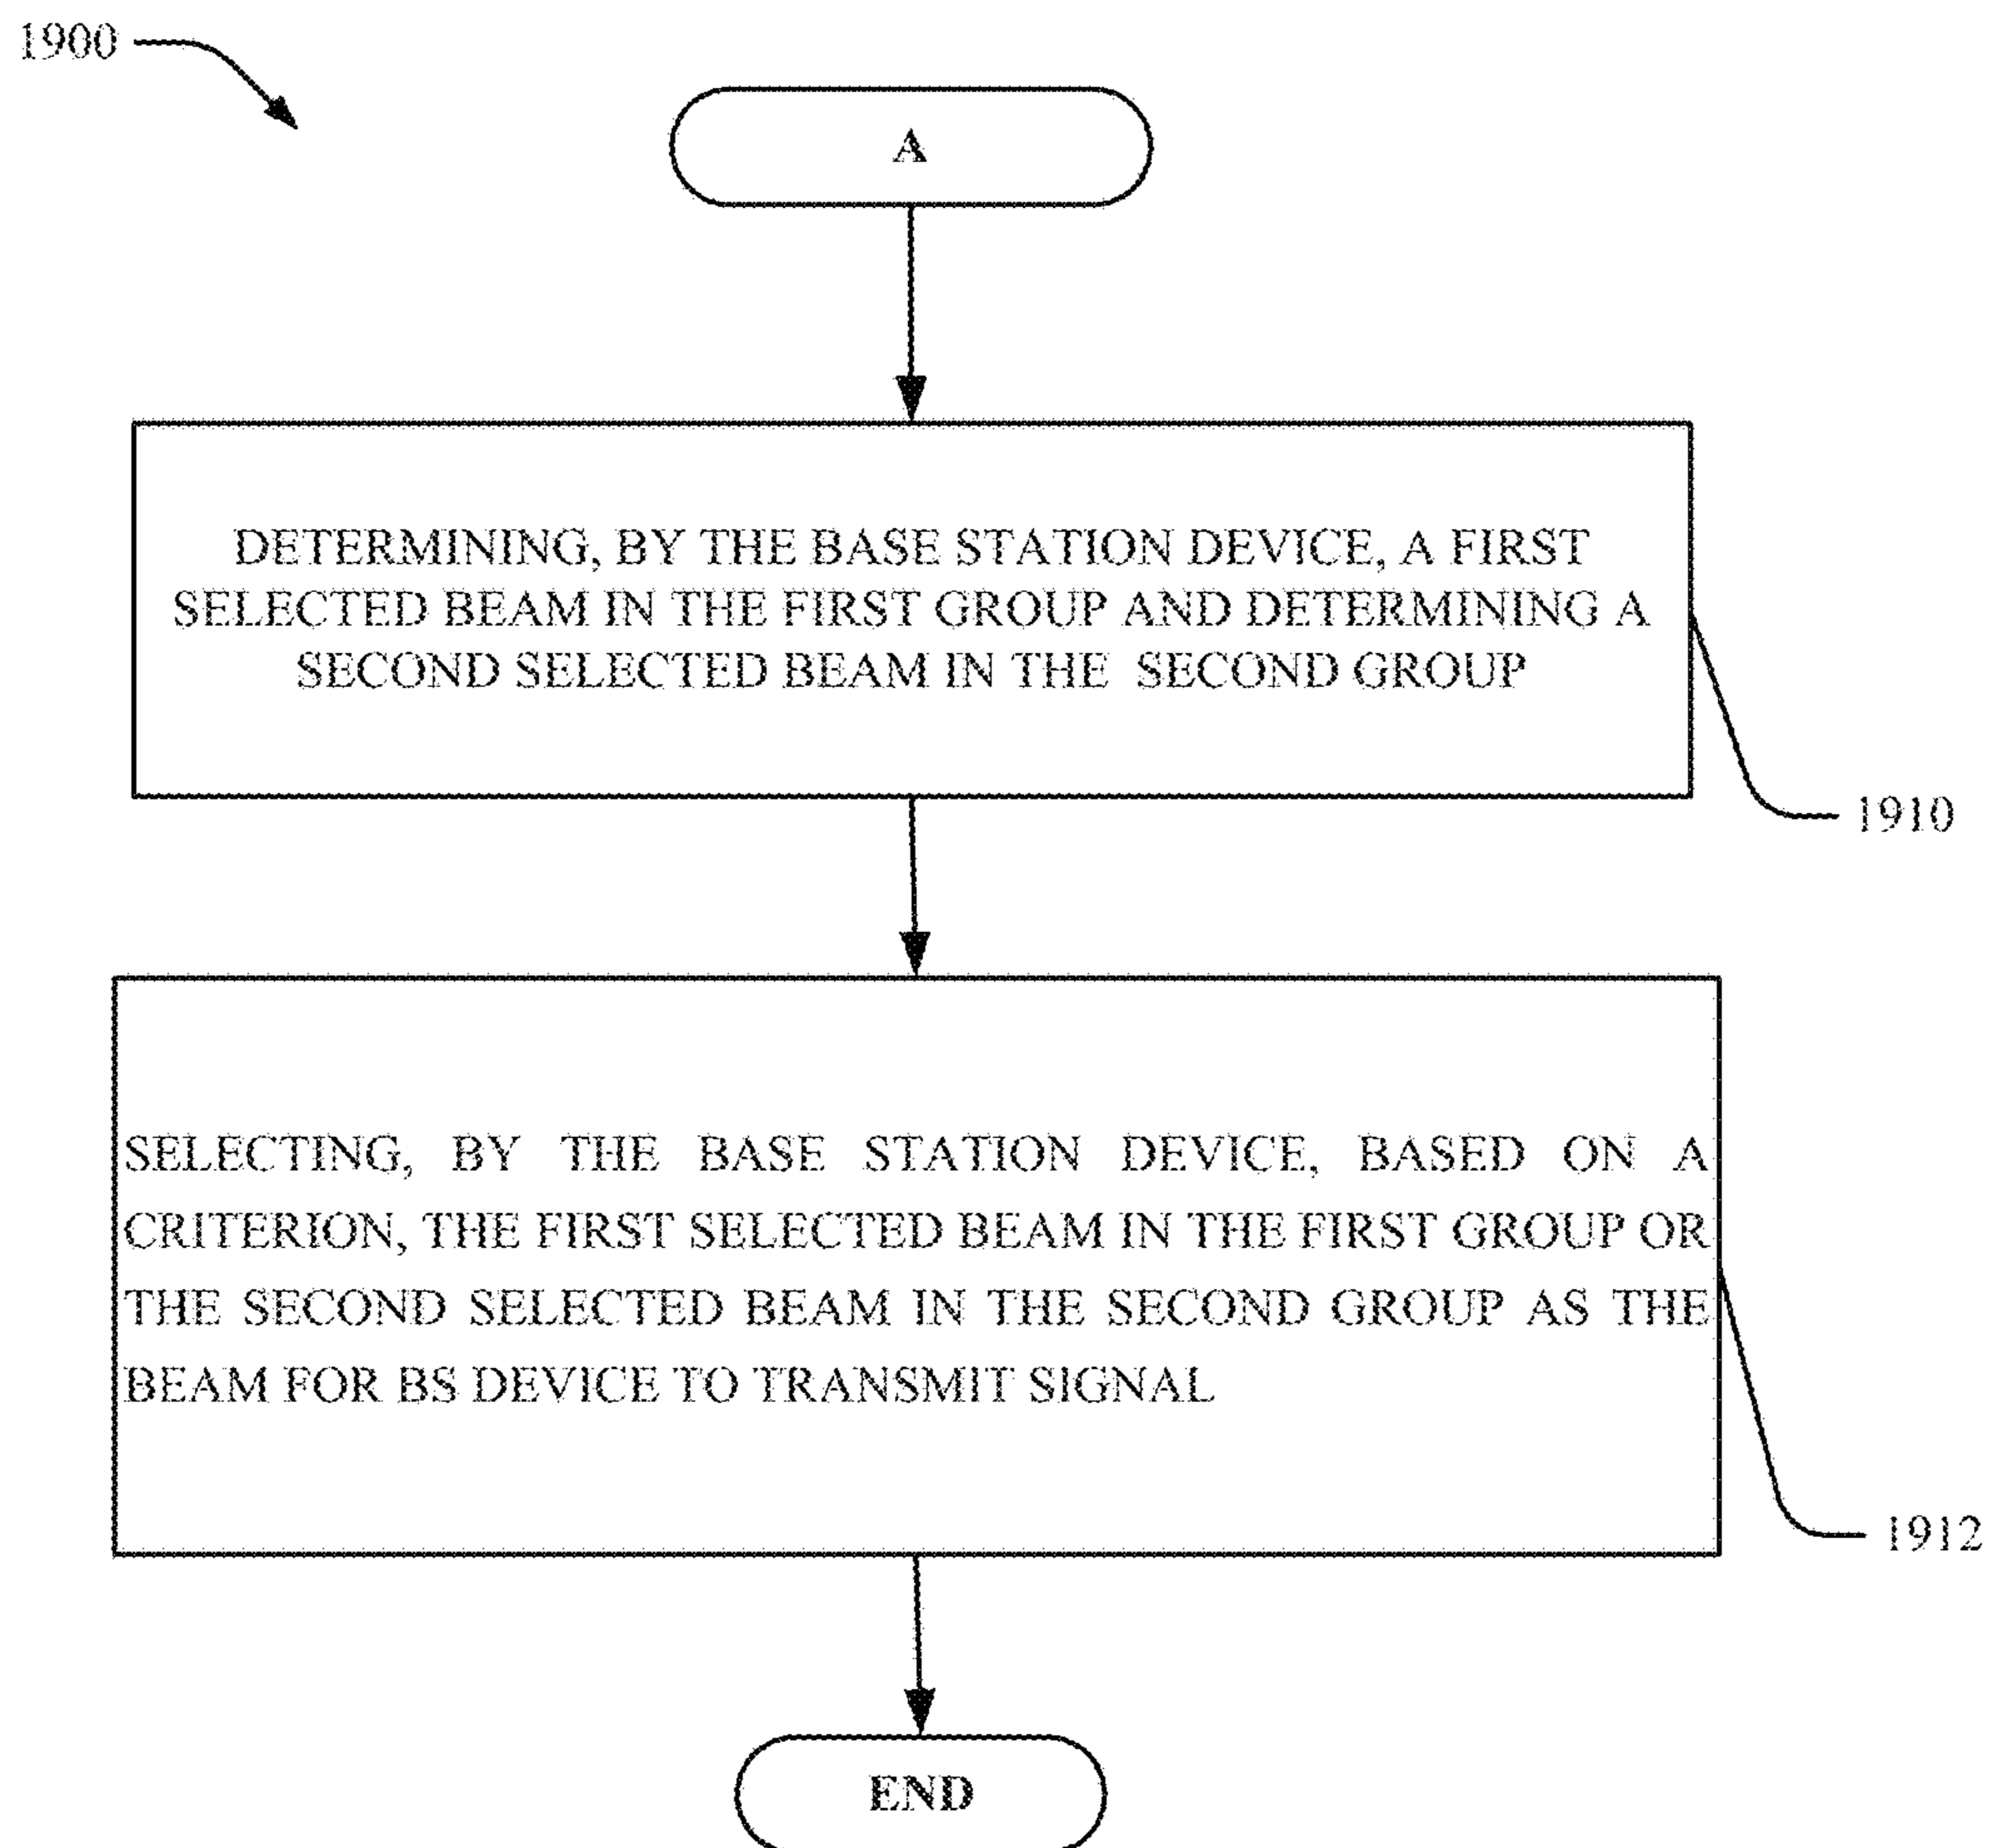 1900
A
DETERMINING, BY THE BASE STATION DEVICE, A FIRST
SELECTED BEAM IN THE FIRST GROUP AND DETERMINING A
SECOND SELECTED BEAM IN THE SECOND GROUP
1910
SELECTING, BY THE BASE STATION DEVICE, BASED ON A
CRITERION, THE FIRST SELECTED BEAM IN THE FIRST GROUP OR
THE SECOND SELECTED BEAM IN THE SECOND GROUP AS THE
BEAM FOR BS DEVICE TO TRANSMIT SIGNAL
1912
END